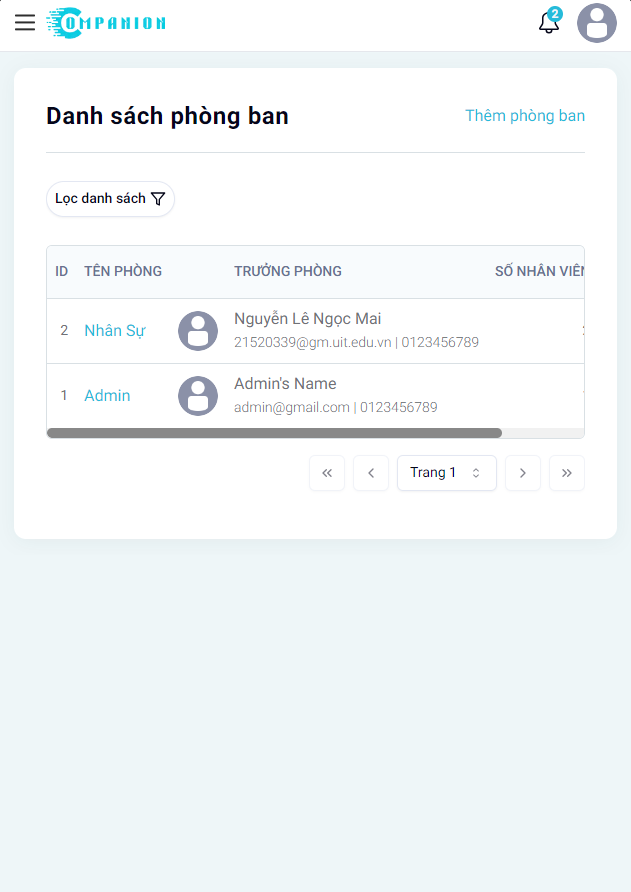 COMPANION
2
Danh sách phòng ban
Thêm phòng ban
Lọc danh sách
ID TÊN PHÒNG TRƯỞNG PHÒNG SỐ NHÂN VIÊN
2 Nhân Sự Nguyễn Lê Ngọc Mai
21520339@gm.uit.edu.vn | 0123456789
1 Admin Admin's Name
admin@gmail.com | 0123456789
« ‹ Trang 1 › »